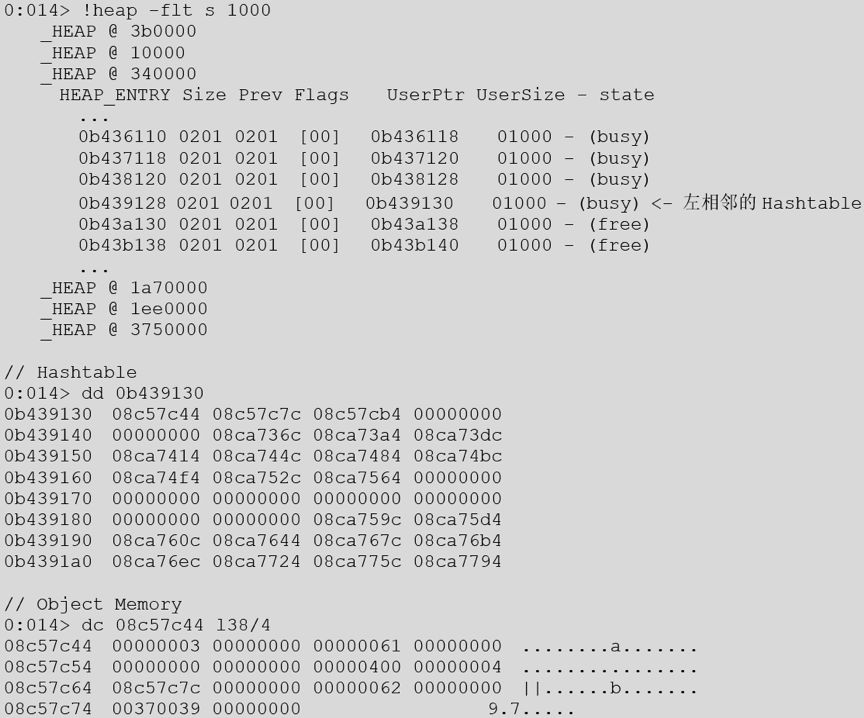 0:014> !heap -flt s 1000
_HEAP @ 3b0000
_HEAP @ 10000
_HEAP @ 340000
HEAP_ENTRY Size Prev Flags UserPtr UserSize - state
...
0b436110 0201 0201 [00] 0b436118 01000 - (busy)
0b437118 0201 0201 [00] 0b437120 01000 - (busy)
0b438120 0201 0201 [00] 0b438128 01000 - (busy)
0b439128 0201 0201 [00] 0b439130 01000 - (busy) <- 左相邻的 Hashtable
0b43a130 0201 0201 [00] 0b43a138 01000 - (free)
0b43b138 0201 0201 [00] 0b43b140 01000 - (free)
...
_HEAP @ 1a70000
_HEAP @ 1ee0000
_HEAP @ 3750000
// Hashtable
0:014> dd 0b439130
0b439130 08c57c44 08c57c7c 08c57cb4 00000000
0b439140 00000000 08ca736c 08ca73a4 08ca73dc
0b439150 08ca7414 08ca744c 08ca7484 08ca74bc
0b439160 08ca74f4 08ca752c 08ca7564 00000000
0b439170 00000000 00000000 00000000 00000000
0b439180 00000000 00000000 08ca759c 08ca75d4
0b439190 08ca760c 08ca7644 08ca767c 08ca76b4
0b4391a0 08ca76ec 08ca7724 08ca775c 08ca7794
// Object Memory
0:014> dc 08c57c44 l38/4
08c57c44 00000003 00000000 00000061 00000000 ........a.......
08c57c54 00000000 00000000 00000400 00000004 ................
08c57c64 08c57c7c 00000000 00000062 00000000 ||......b.......
08c57c74 00370039 00000000 9.7.....